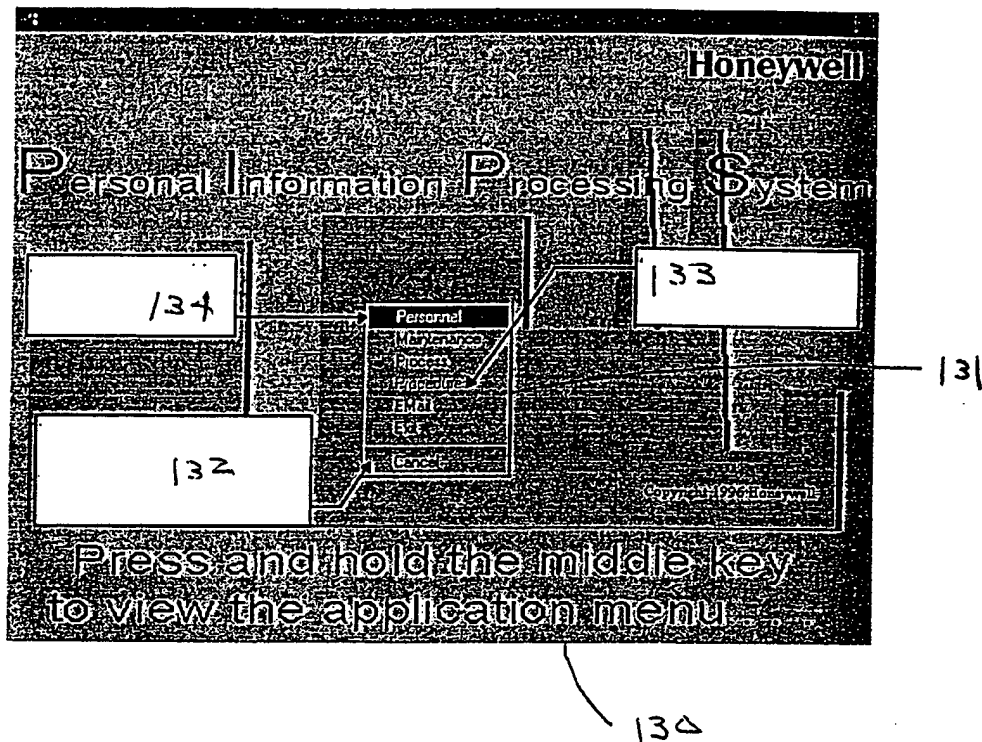 Honeywell
Personal Information Processing System
134
133
Personnel
Maintenance
Process
Procedure
131
EMail
Exit
132
Cancel
Copyright 1996 Honeywell
Press and hold the middle key
to view the application menu . . . .
130